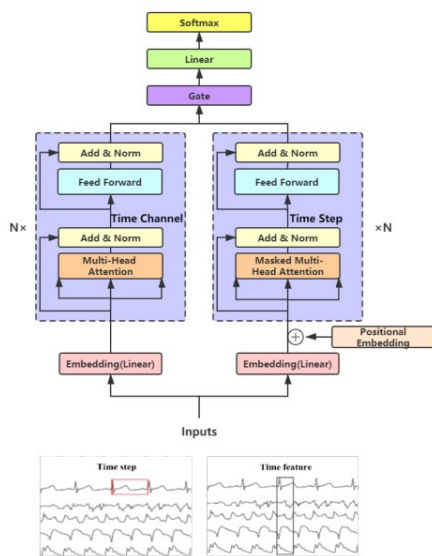 Softmax
Linear
Gate
Add & Norm
Feed Forward
Time Channel
Add & Norm
Multi-Head
Attention
N×
Embedding(Linear)
Add & Norm
Feed Forward
Time Step
Add & Norm
Masked Multi-
Head Attention
×N
Positional
Embedding
Embedding(Linear)
Inputs
Time step
Time feature